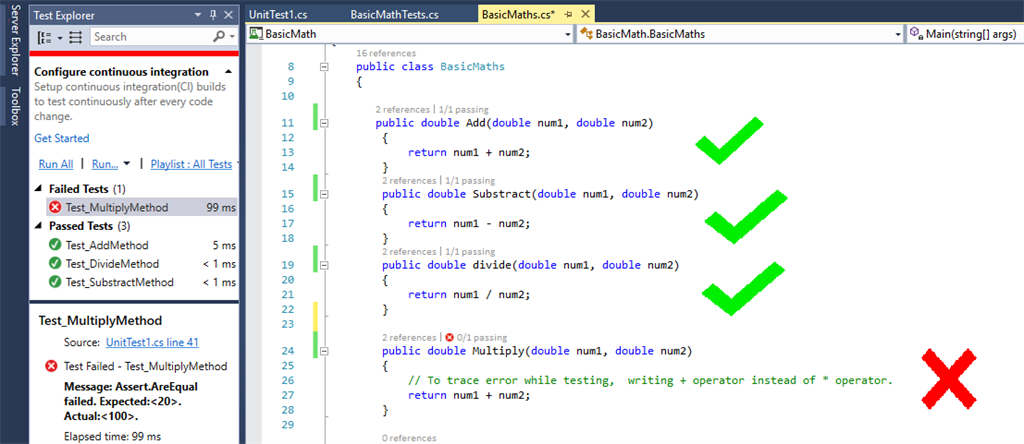 Server Explorer
Toolbox
Test Explorer
Search
Configure continuous integration
Setup continuous integration(CI) builds
to test continuously after every code
change.
Get Started
Run All | Run... | Playlist : All Tests
Failed Tests (1)
Test_MultiplyMethod 99 ms
Passed Tests (3)
Test_AddMethod 5 ms
Test_DivideMethod < 1 ms
Test_SubstractMethod < 1 ms
Test_MultiplyMethod
Source: UnitTest1.cs line 41
Test Failed - Test_MultiplyMethod
Message: Assert.AreEqual
failed. Expected:<20>.
Actual:<100>.
Elapsed time: 99 ms
UnitTest1.cs BasicMathTests.cs BasicMaths.cs*
BasicMath BasicMath.BasicMaths Main(string[] args)
16 references
8 public class BasicMaths
9 {
10
2 references | 1/1 passing
11 public double Add(double num1, double num2)
12 {
13 return num1 + num2;
14 }
2 references | 1/1 passing
15 public double Substract(double num1, double num2)
16 {
17 return num1 - num2;
18 }
2 references | 1/1 passing
19 public double divide(double num1, double num2)
20 {
21 return num1 / num2;
22 }
23
2 references | 0/1 passing
24 public double Multiply(double num1, double num2)
25 {
26 // To trace error while testing, writing + operator instead of * operator.
27 return num1 + num2;
28 }
29
0 references